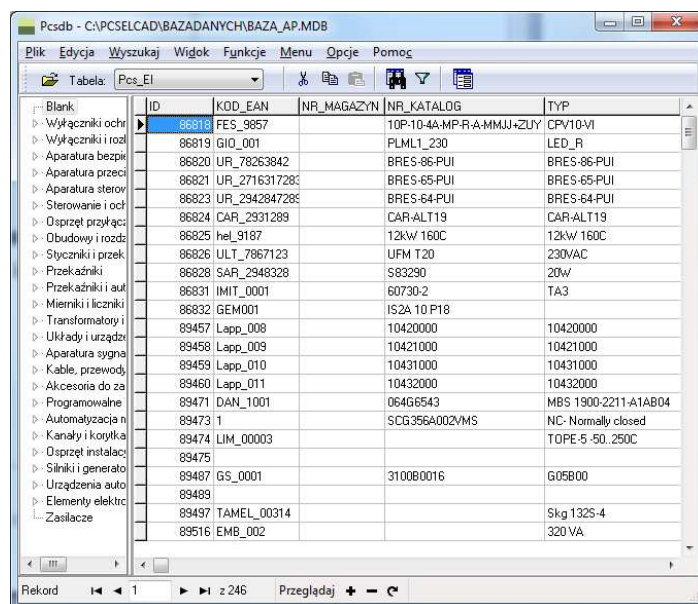 Pcsdb - C:\PCSELCAD\BAZADANYCH\BAZA_AP.MDB
Plik Edycja Wyszukaj Widok Funkcje Menu Opcje Pomoc
Tabela: Pcs_El
Blank
Wyłączniki ochr
Wyłączniki i rozł
Aparatura bezpie
Aparatura przeci
Aparatura sterow
Sterowanie i och
Osprzęt przyłącz
Obudowy i rozdz
Styczniki i przek
Przekaźniki
Przekaźniki i aut
Mierniki i liczniki
Transformatory i
Układy i urządze
Aparatura sygna
Kable, przewody
Akcesoria do za
Programowalne
Automatyzacja n
Kanały i korytka
Osprzęt instalacy
Silniki i generato
Urządzenia auto
Elementy elektro
Zasilacze
ID KOD_EAN NR_MAGAZYN NR_KATALOG TYP
86818 FES_9857 10P-10-4A-MP-R-A-MMJJ+ZUY CPV10-VI
86819 GIO_001 PLML1_230 LED_R
86820 UR_78263842 BRES-86-PUI BRES-86-PUI
86821 UR_2716317283 BRES-65-PUI BRES-65-PUI
86823 UR_2942847289 BRES-64-PUI BRES-64-PUI
86824 CAR_2931289 CAR-ALT19 CAR-ALT19
86825 hel_9187 12kW 160C 12kW 160C
86826 ULT_7867123 UFM T20 230VAC
86828 SAR_2948328 S83290 20W
86831 IMIT_0001 60730-2 TA3
86832 GEM001 IS2A 10 P18
89457 Lapp_008 10420000 10420000
89458 Lapp_009 10421000 10421000
89459 Lapp_010 10431000 10431000
89460 Lapp_011 10432000 10432000
89471 DAN_1001 064G6543 MBS 1900-2211-A1AB04
89473 1 SCG356A002VMS NC- Normally closed
89474 LIM_00003 TOPE-5 -50..250C
89475
89487 GS_0001 3100B0016 G05B00
89489
89497 TAMEL_00314 Skg 132S-4
89516 EMB_002 320 VA
Rekord 1 z 246 Przeglądaj